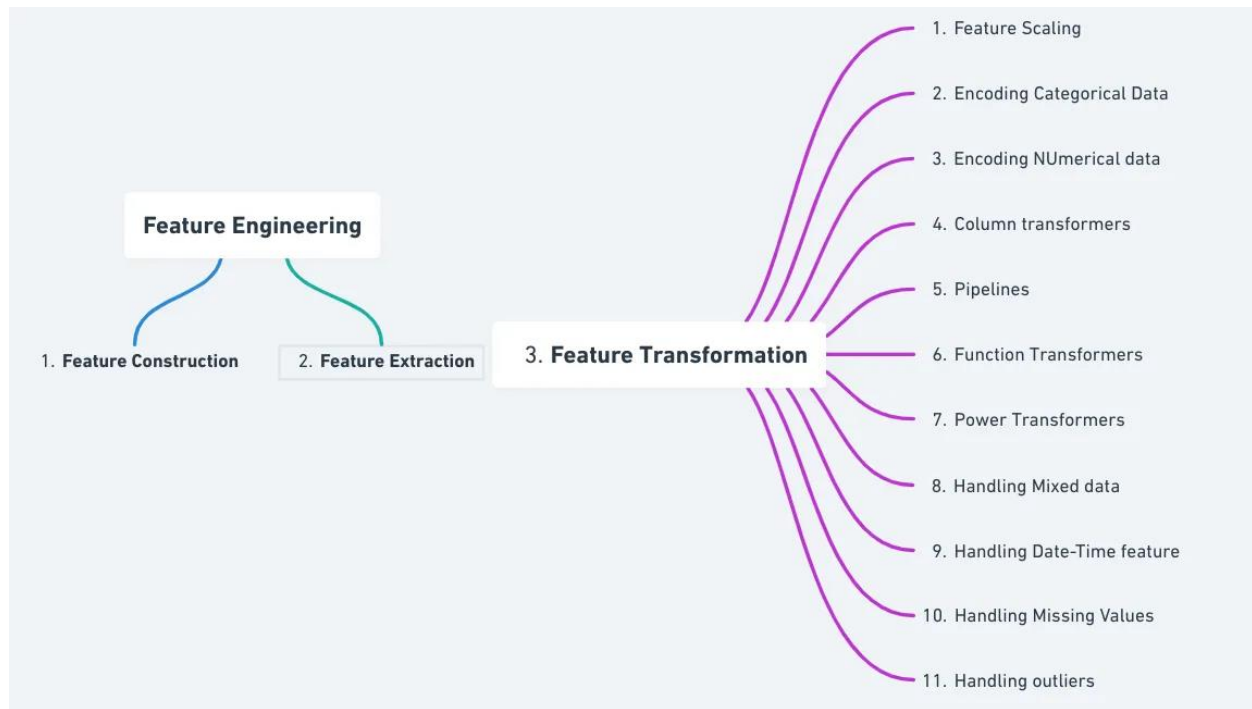 Feature Engineering
1. Feature Construction
2. Feature Extraction
3. Feature Transformation
1. Feature Scaling
2. Encoding Categorical Data
3. Encoding NUmerical data
4. Column transformers
5. Pipelines
6. Function Transformers
7. Power Transformers
8. Handling Mixed data
9. Handling Date-Time feature
10. Handling Missing Values
11. Handling outliers